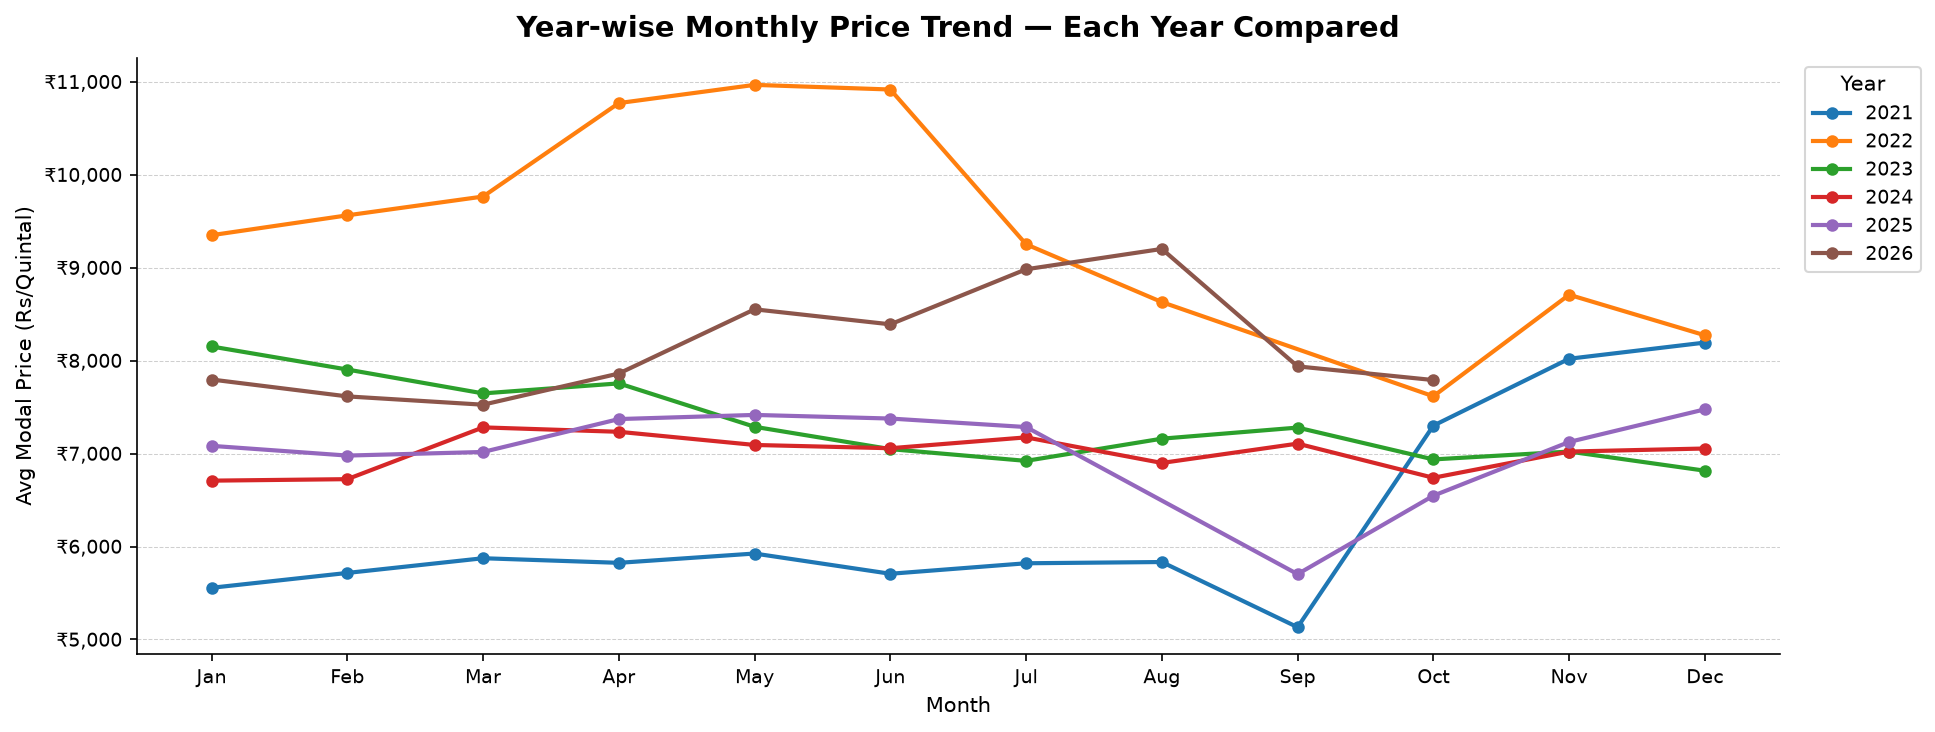 Year-wise Monthly Price Trend — Each Year Compared
₹11,000
₹10,000
₹9,000
₹8,000
₹7,000
₹6,000
₹5,000
Avg Modal Price (Rs/Quintal)
Jan Feb Mar Apr May Jun Jul Aug Sep Oct Nov Dec
Month
Year
2021
2022
2023
2024
2025
2026